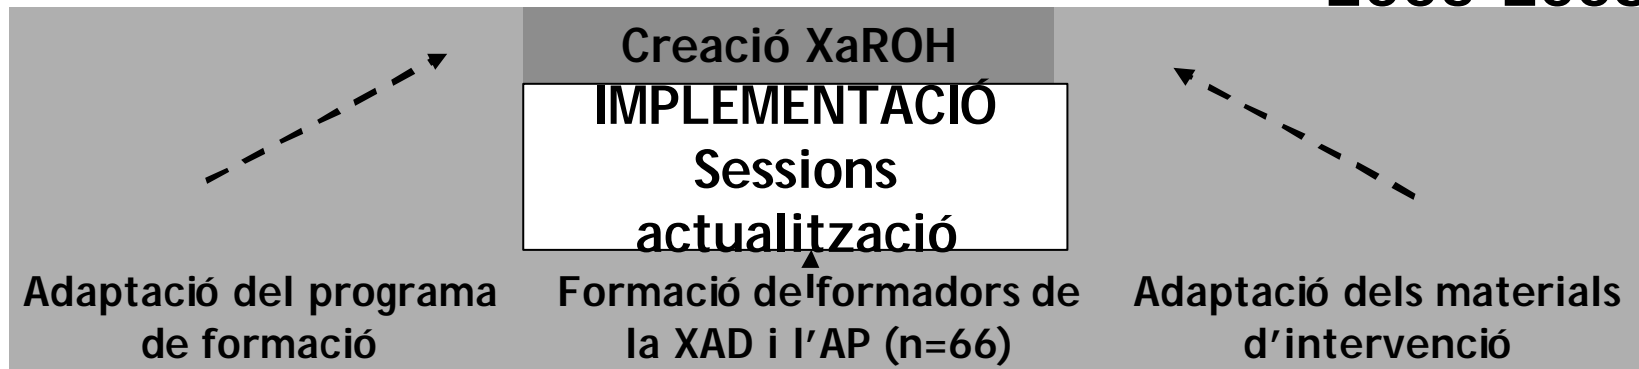 Creació XaROH
IMPLEMENTACIÓ
Sessions
actualització
Adaptació del programa
de formació
Formació de formadors de
la XAD i l'AP (n=66)
Adaptació dels materials
d'intervenció